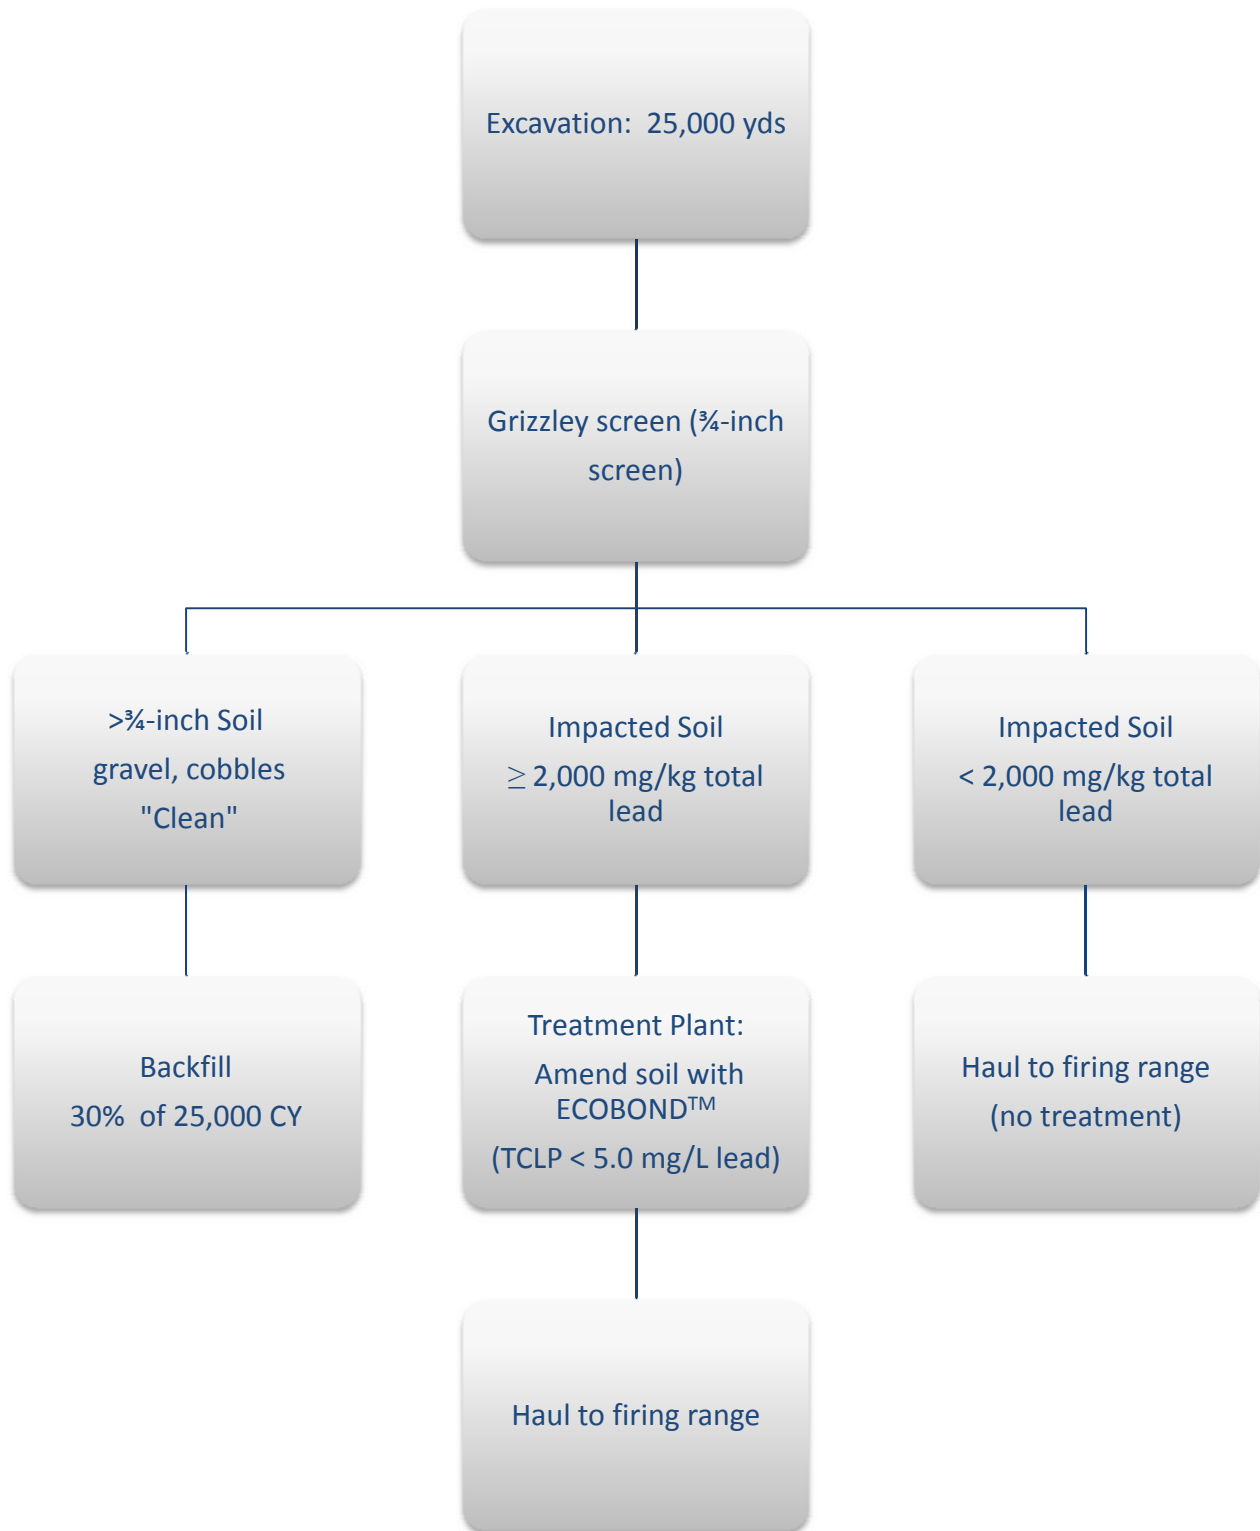 Excavation:  25,000 yds
Grizzley screen (¾-inch
screen)
>¾-inch Soil
gravel, cobbles
"Clean"
Impacted Soil
≥ 2,000 mg/kg total
lead
Impacted Soil
< 2,000 mg/kg total
lead
Backfill
30%  of 25,000 CY
Treatment Plant:
Amend soil with
ECOBOND™
(TCLP < 5.0 mg/L lead)
Haul to firing range
(no treatment)
Haul to firing range